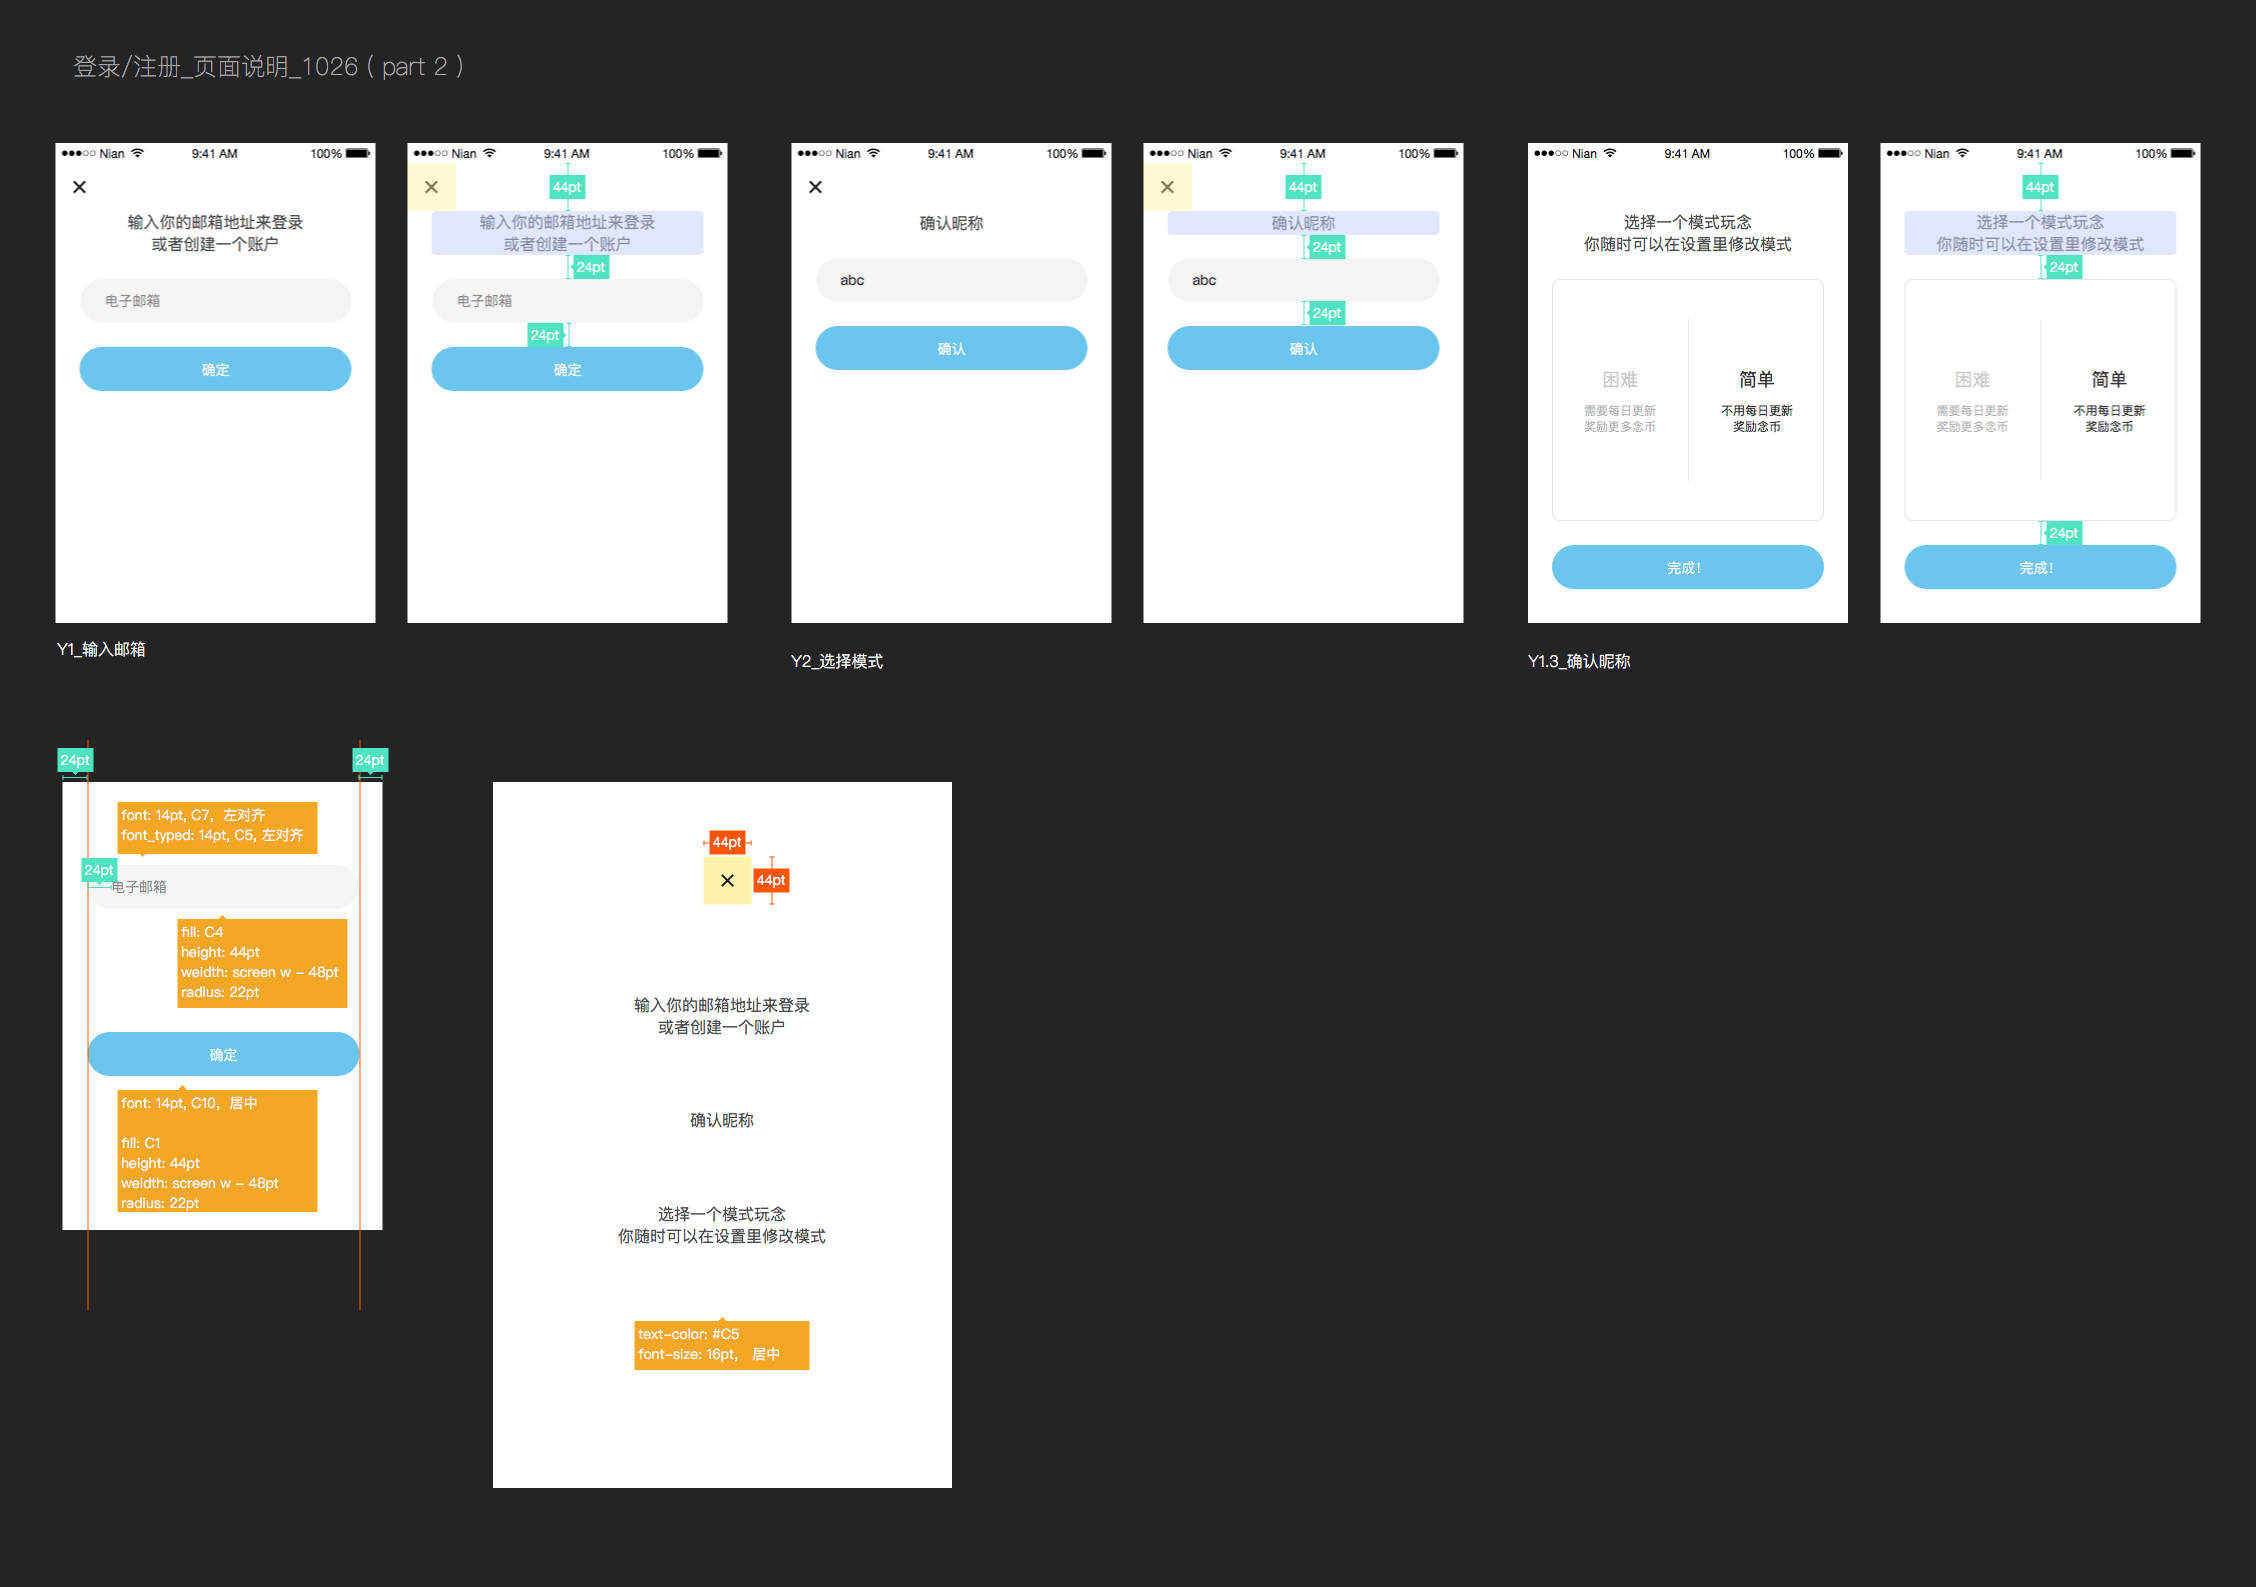 登录/注册_页面说明_1026 ( part 2 )
Nian 9:41 AM 100%
输入你的邮箱地址来登录
或者创建一个账户
电子邮箱
确定
Nian 9:41 AM 100%
44pt
输入你的邮箱地址来登录
或者创建一个账户
24pt
电子邮箱
24pt
确定
Y1_输入邮箱
Nian 9:41 AM 100%
确认昵称
abc
确认
Nian 9:41 AM 100%
44pt
确认昵称
24pt
abc
24pt
确认
Y2_选择模式
Nian 9:41 AM 100%
选择一个模式玩念
你随时可以在设置里修改模式
困难
需要每日更新
奖励更多念币
简单
不用每日更新
奖励念币
完成!
Nian 9:41 AM 100%
44pt
选择一个模式玩念
你随时可以在设置里修改模式
24pt
困难
需要每日更新
奖励更多念币
简单
不用每日更新
奖励念币
24pt
完成!
Y1.3_确认昵称
24pt 24pt
font: 14pt, C7，左对齐
font_typed: 14pt, C5, 左对齐
24pt
电子邮箱
fill: C4
height: 44pt
weidth: screen w - 48pt
radius: 22pt
确定
font: 14pt, C10，居中
fill: C1
height: 44pt
weidth: screen w - 48pt
radius: 22pt
44pt
44pt
输入你的邮箱地址来登录
或者创建一个账户
确认昵称
选择一个模式玩念
你随时可以在设置里修改模式
text-color: #C5
font-size: 16pt， 居中